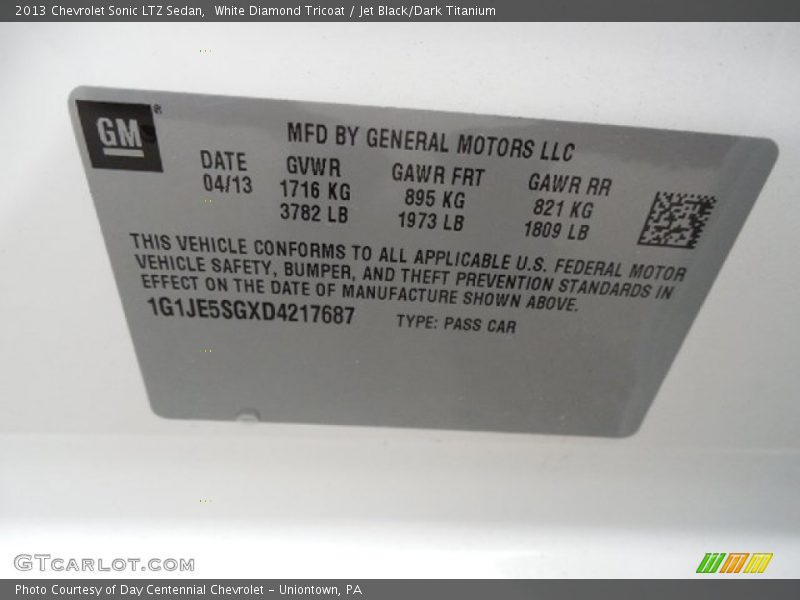 2013 Chevrolet Sonic LTZ Sedan,  White Diamond Tricoat / Jet Black/Dark Titanium
GM®
MFD BY GENERAL MOTORS LLC
DATE GVWR GAWR FRT GAWR RR
04/13 1716 KG 895 KG 821 KG
3782 LB 1973 LB 1809 LB
THIS VEHICLE CONFORMS TO ALL APPLICABLE U.S. FEDERAL MOTOR
VEHICLE SAFETY, BUMPER, AND THEFT PREVENTION STANDARDS IN
EFFECT ON THE DATE OF MANUFACTURE SHOWN ABOVE.
1G1JE5SGXD4217687 TYPE: PASS CAR
GTCARLOT.COM
Photo Courtesy of Day Centennial Chevrolet - Uniontown, PA